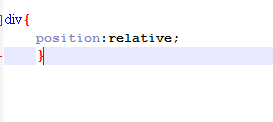 div{
position:relative;
}